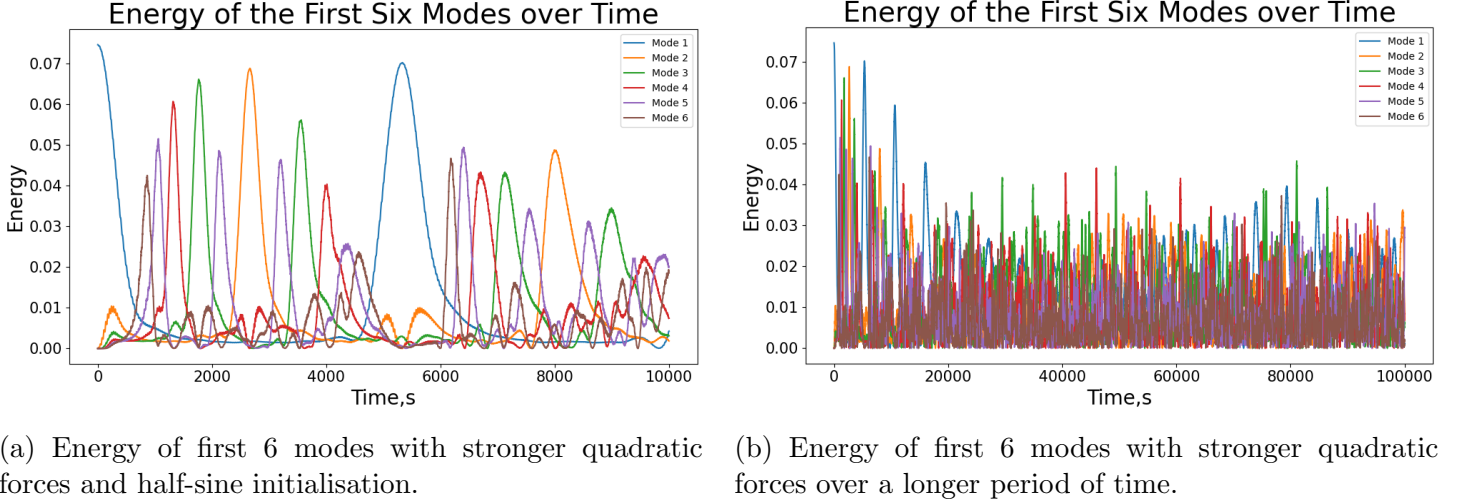 Energy of the First Six Modes over Time
Energy
0.07
0.06
0.05
0.04
0.03
0.02
0.01
0.00
0
2000
4000
6000
8000
10000
Time,s
Mode 1
Mode 2
Mode 3
Mode 4
Mode 5
Mode 6
(a) Energy of first 6 modes with stronger quadratic
forces and half-sine initialisation.
Energy of the First Six Modes over Time
Energy
0.07
0.06
0.05
0.04
0.03
0.02
0.01
0.00
0
20000
40000
60000
80000
100000
Time,s
Mode 1
Mode 2
Mode 3
Mode 4
Mode 5
Mode 6
(b) Energy of first 6 modes with stronger quadratic
forces over a longer period of time.